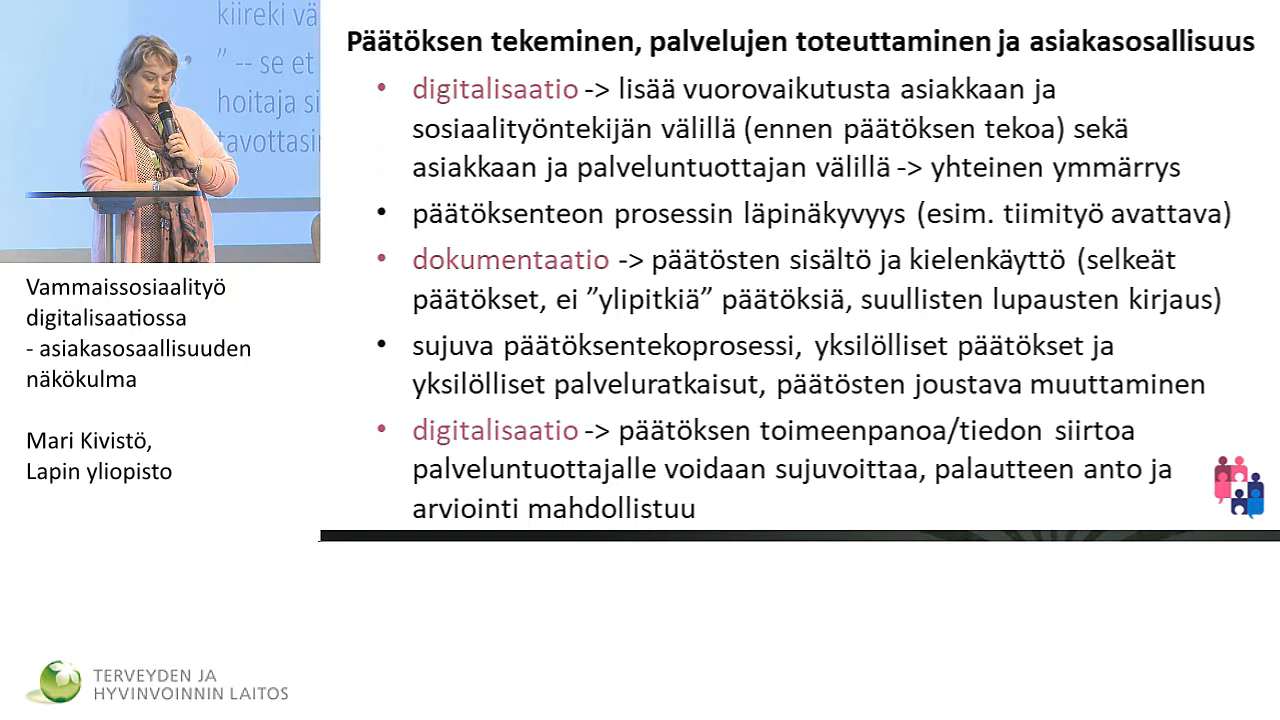 kiireki vä
" -- se et
hoitaja si
tavottasin
Päätöksen tekeminen, palvelujen toteuttaminen ja asiakasosallisuus
• digitalisaatio -> lisää vuorovaikutusta asiakkaan ja
sosiaalityöntekijän välillä (ennen päätöksen tekoa) sekä
asiakkaan ja palveluntuottajan välillä -> yhteinen ymmärrys
• päätöksenteon prosessin läpinäkyvyys (esim. tiimityö avattava)
• dokumentaatio -> päätösten sisältö ja kielenkäyttö (selkeät
päätökset, ei ”ylipitkiä” päätöksiä, suullisten lupausten kirjaus)
• sujuva päätöksentekoprosessi, yksilölliset päätökset ja
yksilölliset palveluratkaisut, päätösten joustava muuttaminen
• digitalisaatio -> päätöksen toimeenpanoa/tiedon siirtoa
palveluntuottajalle voidaan sujuvoittaa, palautteen anto ja
arviointi mahdollistuu
Vammaissosiaalityö
digitalisaatiossa
- asiakasosaallisuuden
näkökulma
Mari Kivistö,
Lapin yliopisto
TERVEYDEN JA
HYVINVOINNIN LAITOS